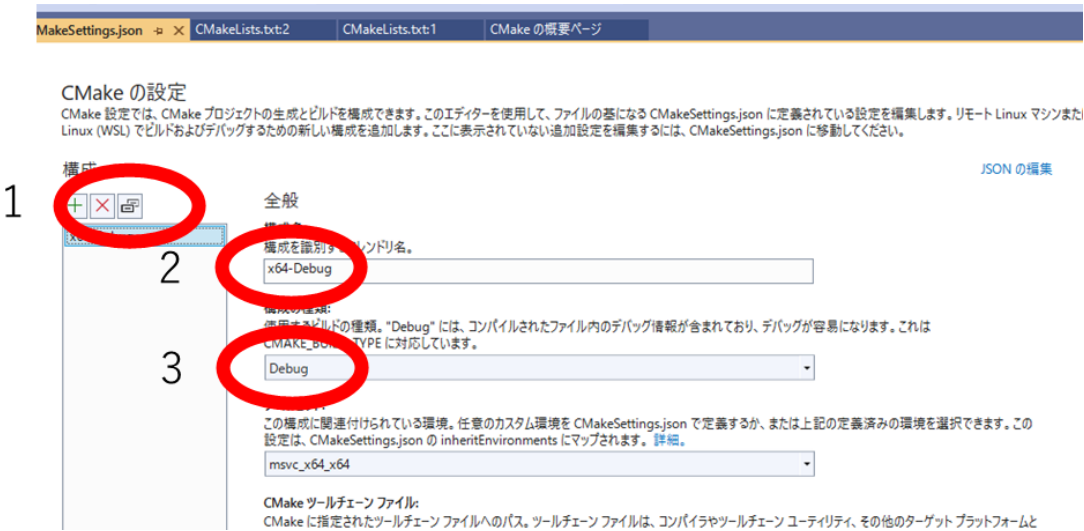 MakeSettings.json
CMakeLists.txt:2
CMakeLists.txt:1
CMake の概要ページ
CMake の設定
CMake 設定では、CMake プロジェクトの生成とビルドを構成できます。このエディターを使用して、ファイルの基になる CMakeSettings.json に定義されている設定を編集します。リモート Linux マシンまた
Linux (WSL) でビルドおよびデバッグするための新しい構成を追加します。ここに表示されていない追加設定を編集するには、CMakeSettings.json に移動してください。
構成
JSON の編集
1
全般
構成を識別す レンドリ名。
2
x64-Debug
構成の種類:
使用するビルドの種類。"Debug" には、コンパイルされたファイル内のデバッグ情報が含まれており、デバッグが容易になります。これは
TYPE に対応しています。
3
Debug
この構成に関連付けられている環境。任意のカスタム環境を CMakeSettings.json で定義するか、または上記の定義済みの環境を選択できます。この
設定は、CMakeSettings.json の inheritEnvironments にマップされます。 詳細。
msvc_x64_x64
CMake ツールチェーン ファイル:
CMake に指定されたツールチェーン ファイルへのパス。ツールチェーン ファイルは、コンパイラやツールチェーン ユーティリティ、その他のターゲット プラットフォームと